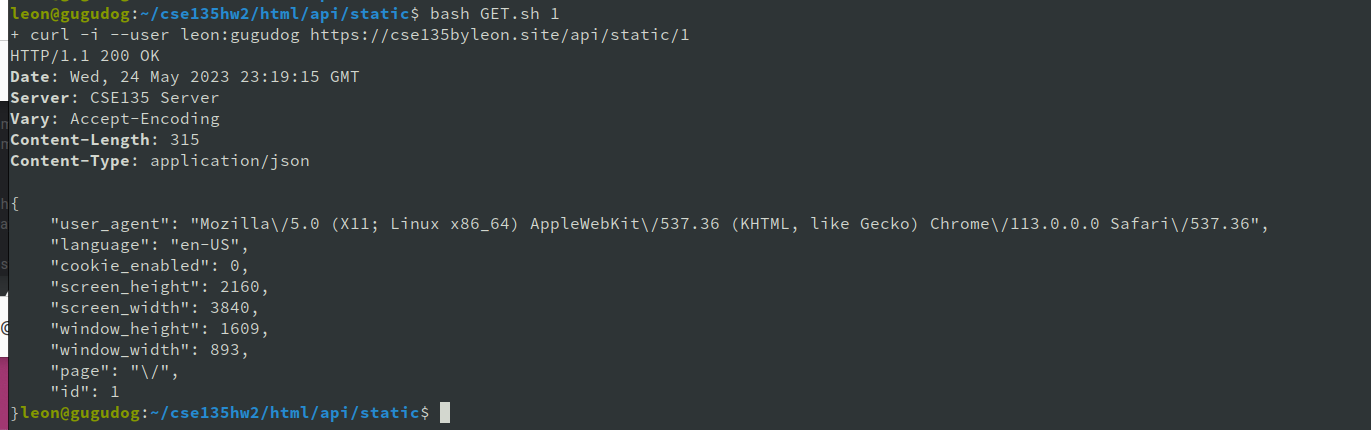 leon@gugudog:~/cse135hw2/html/api/static$ bash GET.sh 1
+ curl -i --user leon:gugudog https://cse135byleon.site/api/static/1
HTTP/1.1 200 OK
Date: Wed, 24 May 2023 23:19:15 GMT
Server: CSE135 Server
Vary: Accept-Encoding
Content-Length: 315
Content-Type: application/json

{
    "user_agent": "Mozilla\/5.0 (X11; Linux x86_64) AppleWebKit\/537.36 (KHTML, like Gecko) Chrome\/113.0.0.0 Safari\/537.36",
    "language": "en-US",
    "cookie_enabled": 0,
    "screen_height": 2160,
    "screen_width": 3840,
    "window_height": 1609,
    "window_width": 893,
    "page": "\/",
    "id": 1
}leon@gugudog:~/cse135hw2/html/api/static$